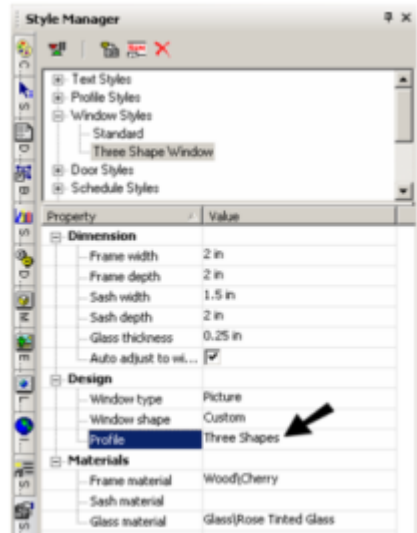 Style Manager
Text Styles
Profile Styles
Window Styles
Standard
Three Shape Window
Door Styles
Schedule Styles
Property Value
Dimension
Frame width 2 in
Frame depth 2 in
Sash width 1.5 in
Sash depth 2 in
Glass thickness 0.25 in
Auto adjust to wi...
Design
Window type Picture
Window shape Custom
Profile Three Shapes
Materials
Frame material Wood\Cherry
Sash material
Glass material Glass\Rose Tinted Glass